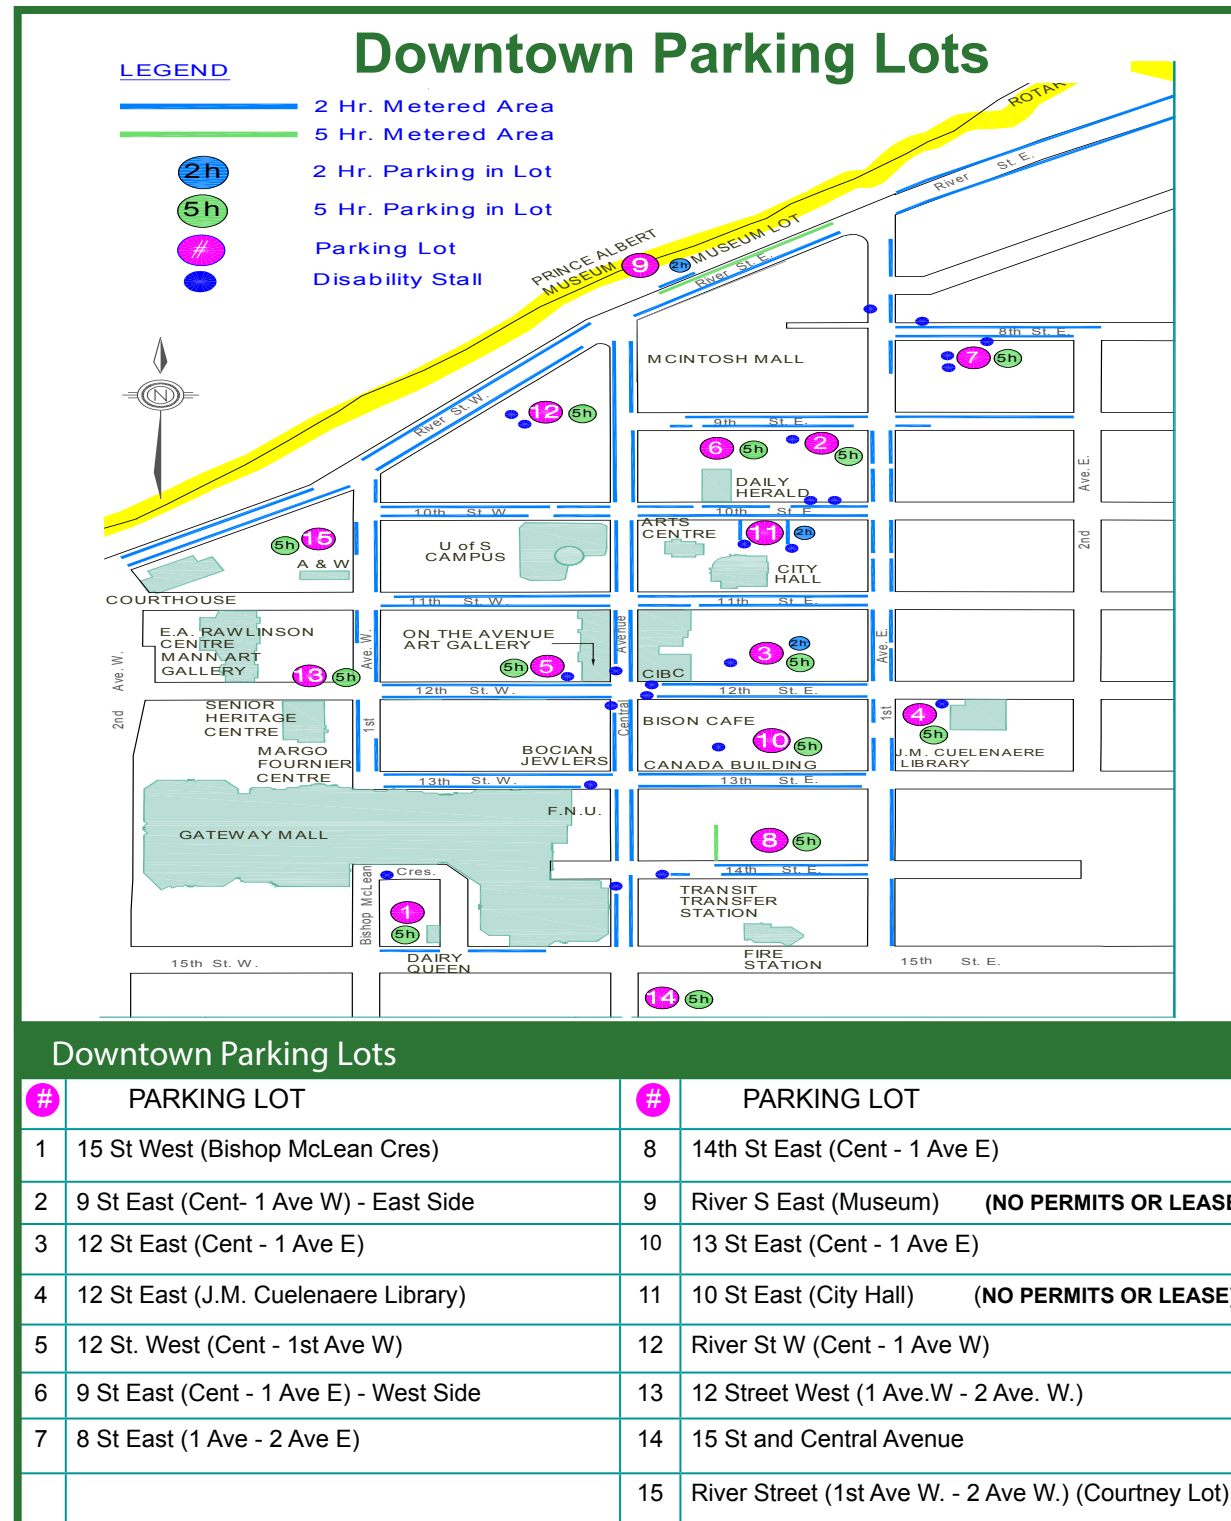 Downtown Parking Lots
LEGEND
2 Hr. Metered Area
5 Hr. Metered Area
2h
2 Hr. Parking in Lot
5h
5 Hr. Parking in Lot
#
Parking Lot
Disability Stall
N
ROTAR
River St. E.
PRINCE ALBERT
MUSEUM
9
2h
MUSEUM LOT
River St. E.
8th St. E.
MCINTOSH MALL
7
5h
River St. W.
12
5h
9th St. E.
6
5h
2
5h
DAILY
HERALD
2nd Ave. E.
10th St. W.
10th St. E.
15
5h
A & W
COURTHOUSE
U of S
CAMPUS
ARTS
CENTRE
11
2h
CITY
HALL
11th St. W.
11th St. E.
E.A. RAWLINSON
CENTRE
MANN ART
GALLERY
13
5h
2nd Ave. W.
1st Ave. W.
ON THE AVENUE
ART GALLERY
5h
5
Central Avenue
CIBC
3
2h
5h
1st Ave. E.
12th St. W.
12th St. E.
SENIOR
HERITAGE
CENTRE
MARGO
FOURNIER
CENTRE
BOCIAN
JEWLERS
BISON CAFE
10
5h
CANADA BUILDING
4
5h
J.M. CUELENAERE
LIBRARY
13th St. W.
13th St. E.
GATEWAY MALL
F.N.U.
8
5h
14th St. E.
Bishop McLean Cres.
1
5h
TRANSIT
TRANSFER
STATION
DAIRY
QUEEN
FIRE
STATION
15th St. W.
15th St. E.
14
5h
Downtown Parking Lots
# PARKING LOT # PARKING LOT
1 15 St West (Bishop McLean Cres) 8 14th St East (Cent - 1 Ave E)
2 9 St East (Cent- 1 Ave W) - East Side 9 River S East (Museum) (NO PERMITS OR LEASE
3 12 St East (Cent - 1 Ave E) 10 13 St East (Cent - 1 Ave E)
4 12 St East (J.M. Cuelenaere Library) 11 10 St East (City Hall) (NO PERMITS OR LEASE)
5 12 St. West (Cent - 1st Ave W) 12 River St W (Cent - 1 Ave W)
6 9 St East (Cent - 1 Ave E) - West Side 13 12 Street West (1 Ave.W - 2 Ave. W.)
7 8 St East (1 Ave - 2 Ave E) 14 15 St and Central Avenue
15 River Street (1st Ave W. - 2 Ave W.) (Courtney Lot)